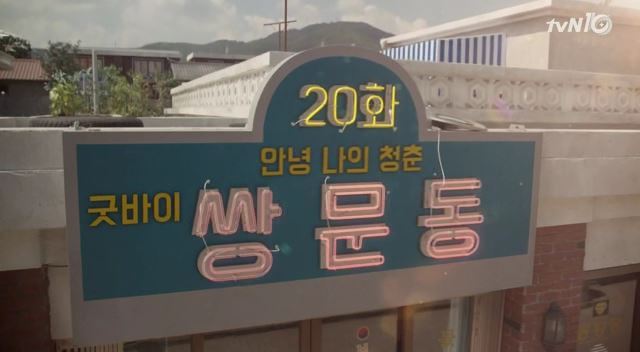 tvN10
20화
안녕 나의 청춘
굿바이 쌍문동